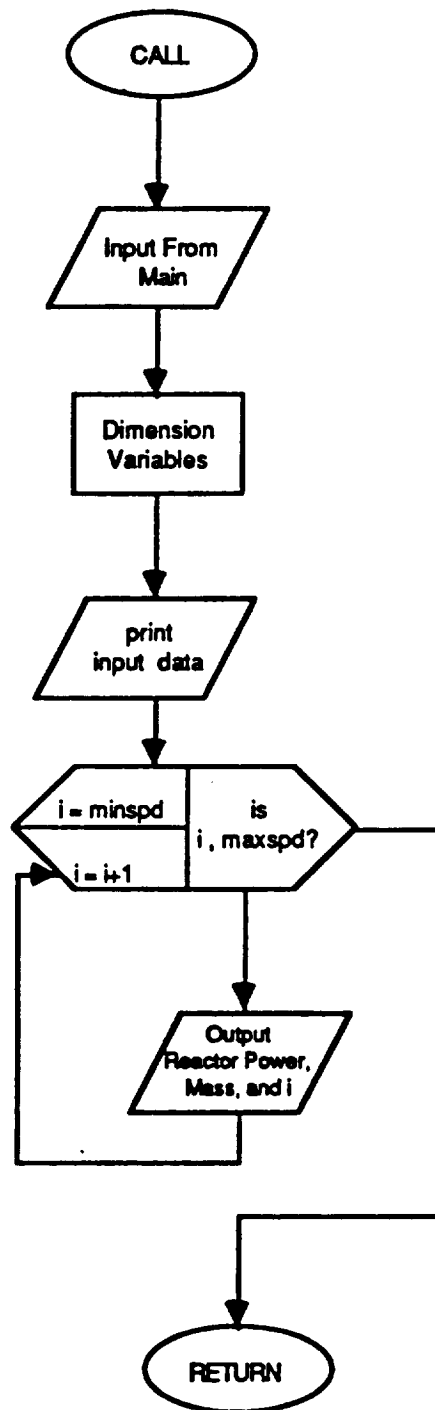 CALL
Input From
Main
Dimension
Variables
print
input data
i = minspd
is
i , maxspd?
i = i+1
Output
Reactor Power,
Mass, and i
RETURN